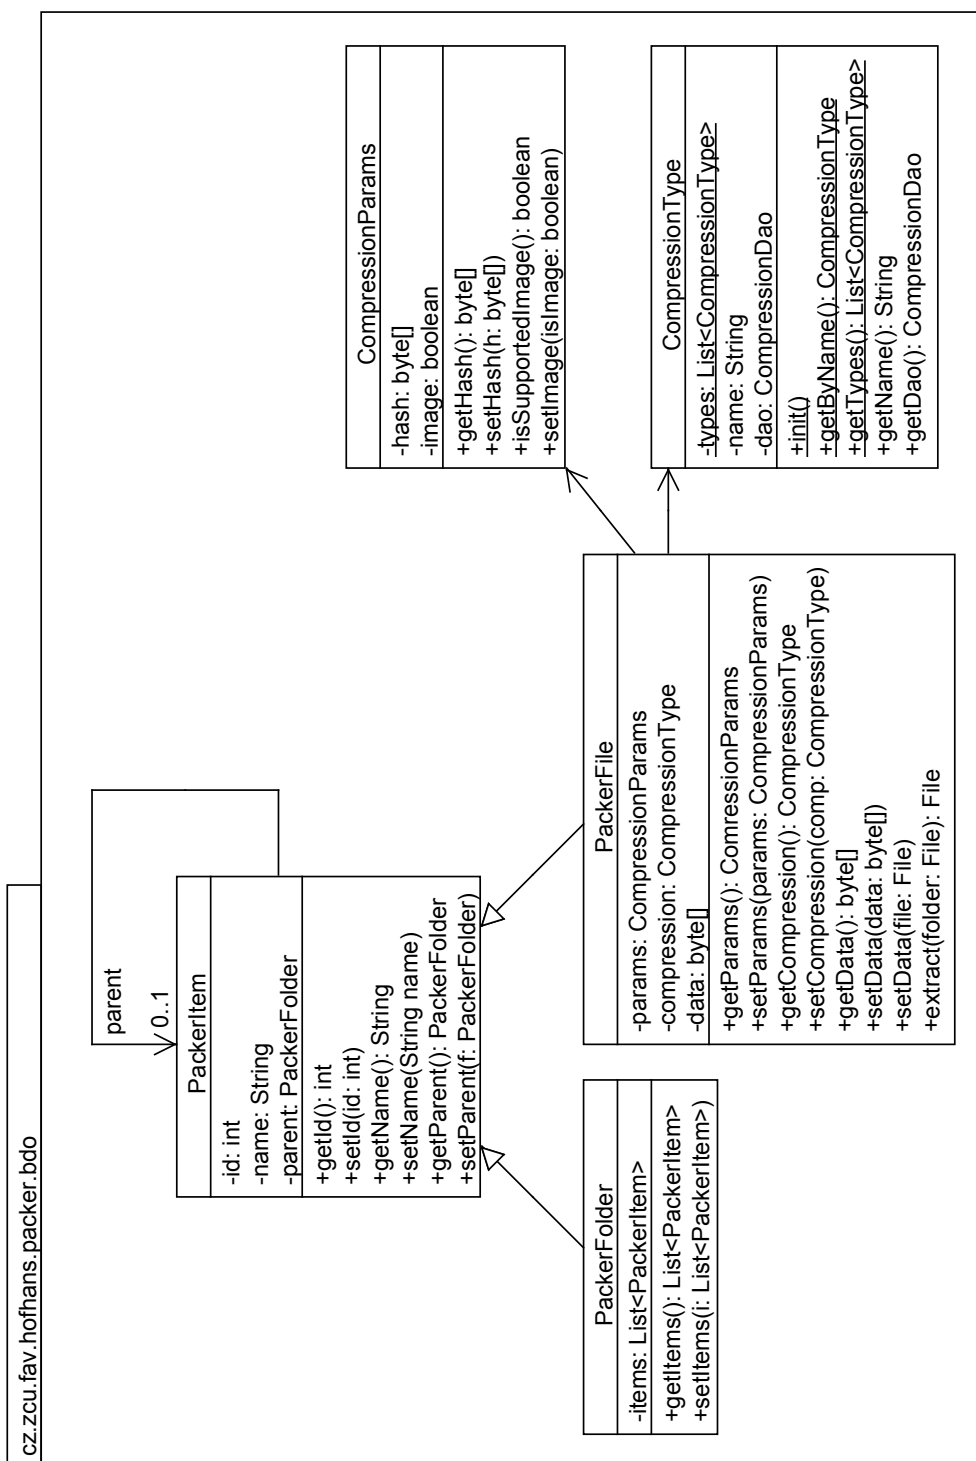 cz.zcu.fav.hofhans.packer.bdo
parent
0..1
PackerItem
-id: int
-name: String
-parent: PackerFolder
+getId(): int
+setId(id: int)
+getName(): String
+setName(String name)
+getParent(): PackerFolder
+setParent(f: PackerFolder)
PackerFolder
-items: List<PackerItem>
+getItems(): List<PackerItem>
+setItems(i: List<PackerItem>)
PackerFile
-params: CompressionParams
-compression: CompressionType
-data: byte[]
+getParams(): ComressionParams
+setParams(params: CompressionParams)
+getCompression(): CompressionType
+setCompression(comp: CompressionType)
+getData(): byte[]
+setData(data: byte[])
+setData(file: File)
+extract(folder: File): File
CompressionParams
-hash: byte[]
-image: boolean
+getHash(): byte[]
+setHash(h: byte[])
+isSupportedImage(): boolean
+setImage(isImage: boolean)
CompressionType
-types: List<CompressionType>
-name: String
-dao: CompressionDao
+init()
+getByName(): CompressionType
+getTypes(): List<CompressionType>
+getName(): String
+getDao(): CompressionDao